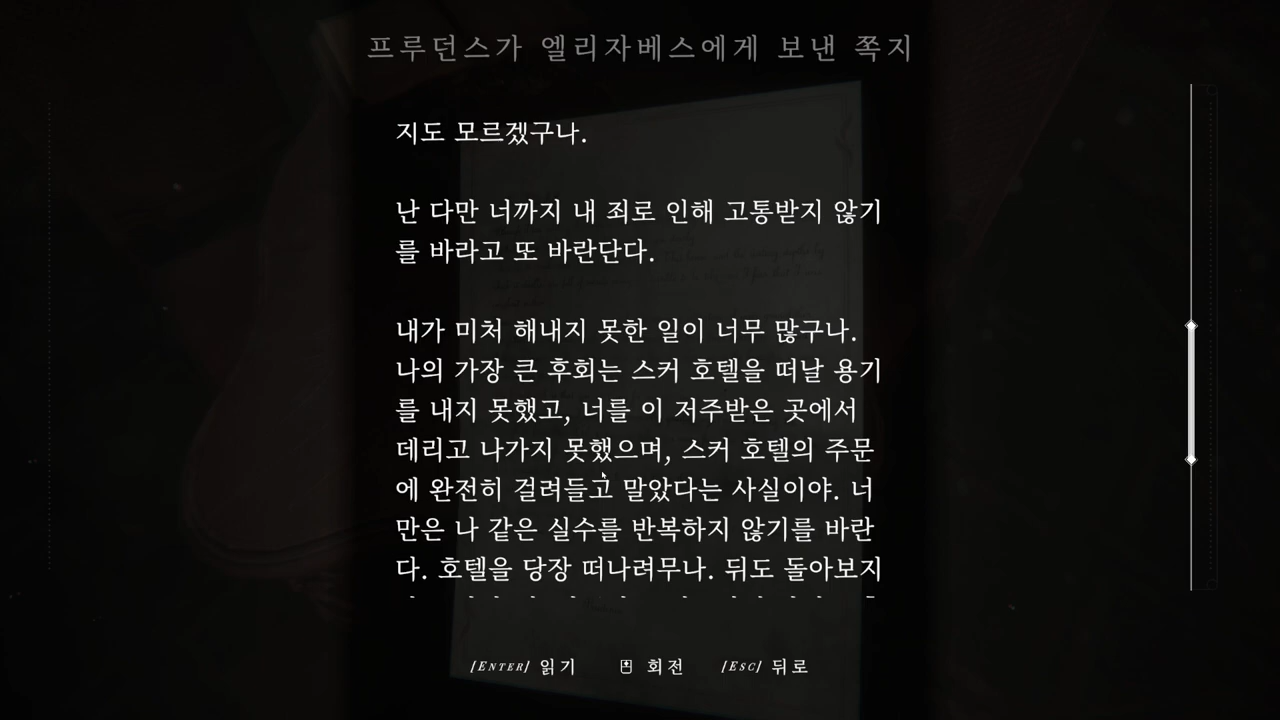 프루던스가 엘리자베스에게 보낸 쪽지
지도 모르겠구나.
난 다만 너까지 내 죄로 인해 고통받지 않기
를 바라고 또 바란단다.
내가 미처 해내지 못한 일이 너무 많구나.
나의 가장 큰 후회는 스커 호텔을 떠날 용기
를 내지 못했고, 너를 이 저주받은 곳에서
데리고 나가지 못했으며, 스커 호텔의 주문
에 완전히 걸려들고 말았다는 사실이야. 너
만은 나 같은 실수를 반복하지 않기를 바란
다. 호텔을 당장 떠나려무나. 뒤도 돌아보지
[ENTER] 읽기 회전 [ESC] 뒤로